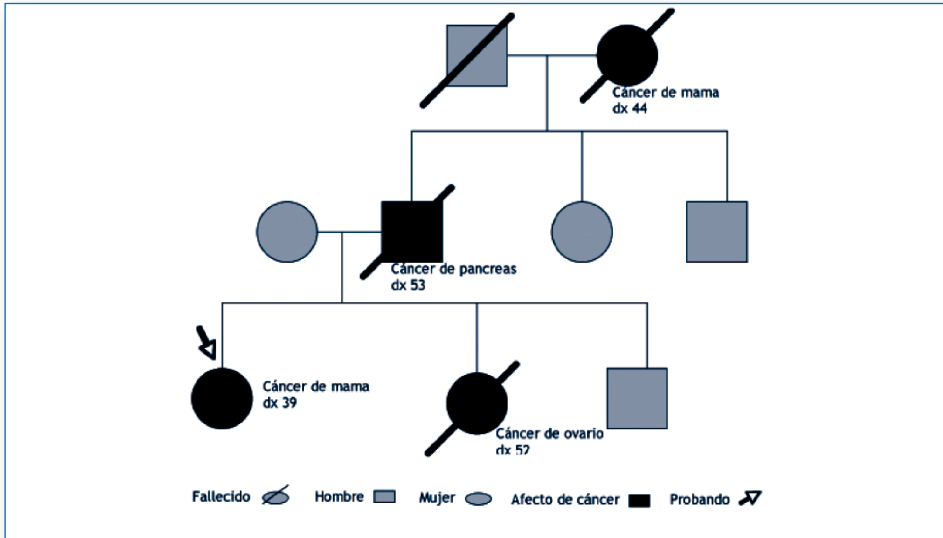 Cáncer de mama
dx 44
Cáncer de pancreas
dx 53
Cáncer de mama
dx 39
Cáncer de ovario
dx 52
Fallecido Hombre Mujer Afecto de cáncer Probando